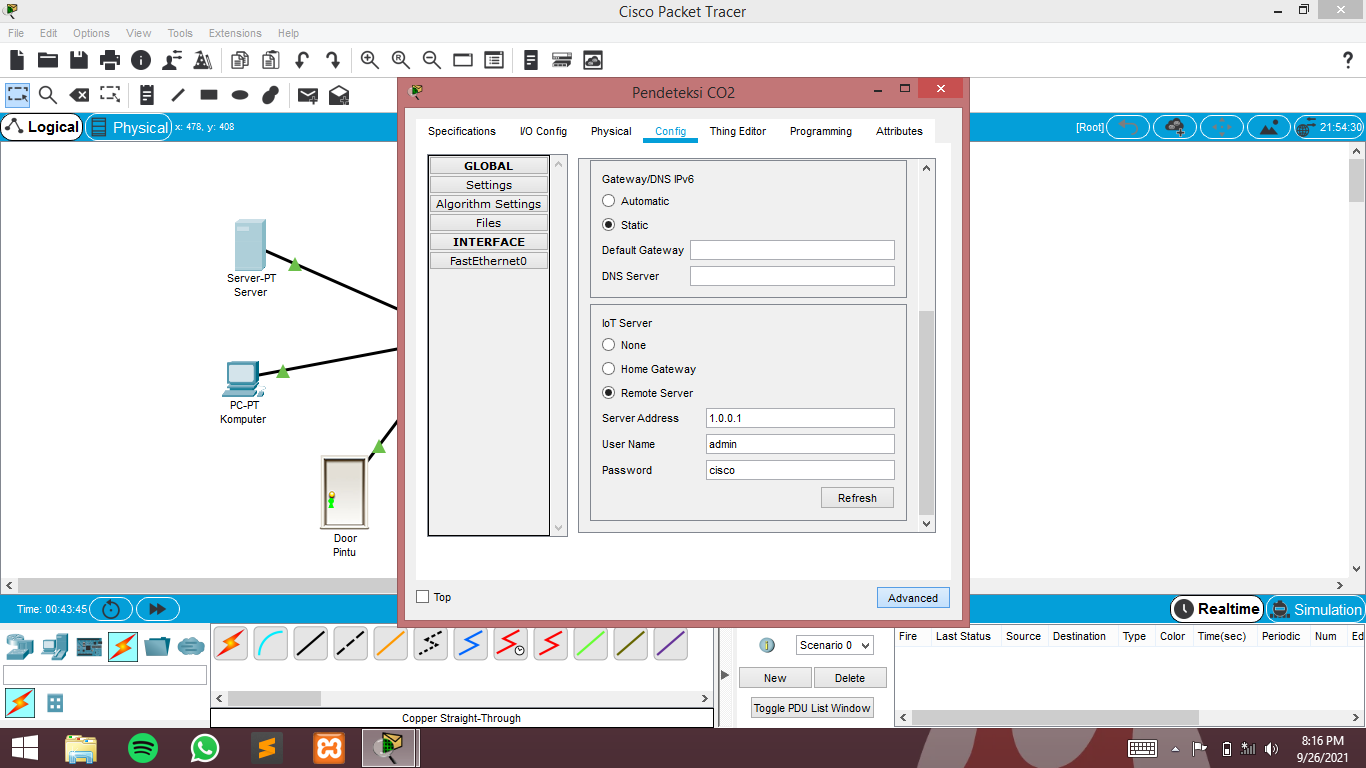 Cisco Packet Tracer
File Edit Options View Tools Extensions Help
?
Logical Physical x: 478, y: 408
[Root] 21:54:30
Server-PT
Server
PC-PT
Komputer
Door
Pintu
Pendeteksi CO2
Specifications I/O Config Physical Config Thing Editor Programming Attributes
GLOBAL
Settings
Algorithm Settings
Files
INTERFACE
FastEthernet0
Gateway/DNS IPv6
Automatic
Static
Default Gateway
DNS Server
IoT Server
None
Home Gateway
Remote Server
Server Address 1.0.0.1
User Name admin
Password cisco
Refresh
Top
Advanced
Time: 00:43:45
Realtime Simulation
Copper Straight-Through
Scenario 0
New Delete
Toggle PDU List Window
Fire Last Status Source Destination Type Color Time(sec) Periodic Num Ed
8:16 PM
9/26/2021